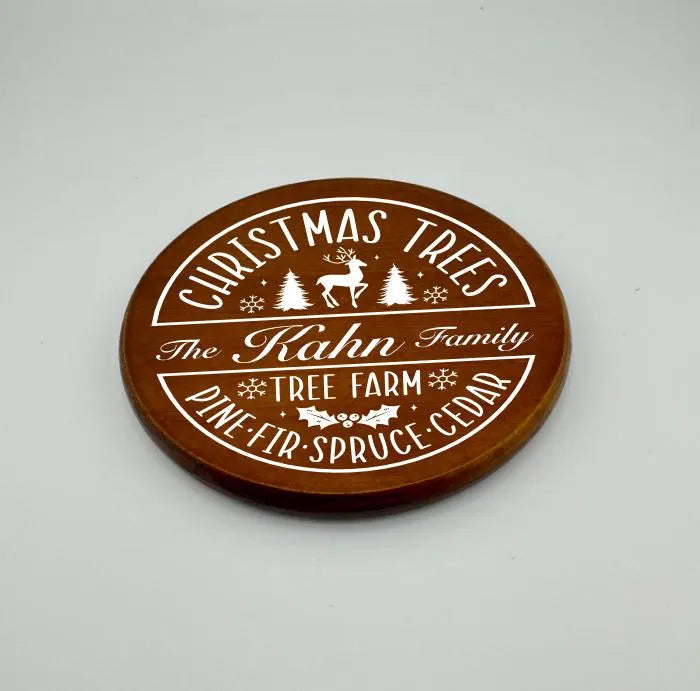 CHRISTMAS TREES
The Kahn Family
TREE FARM
PINE·FIR·SPRUCE·CEDAR